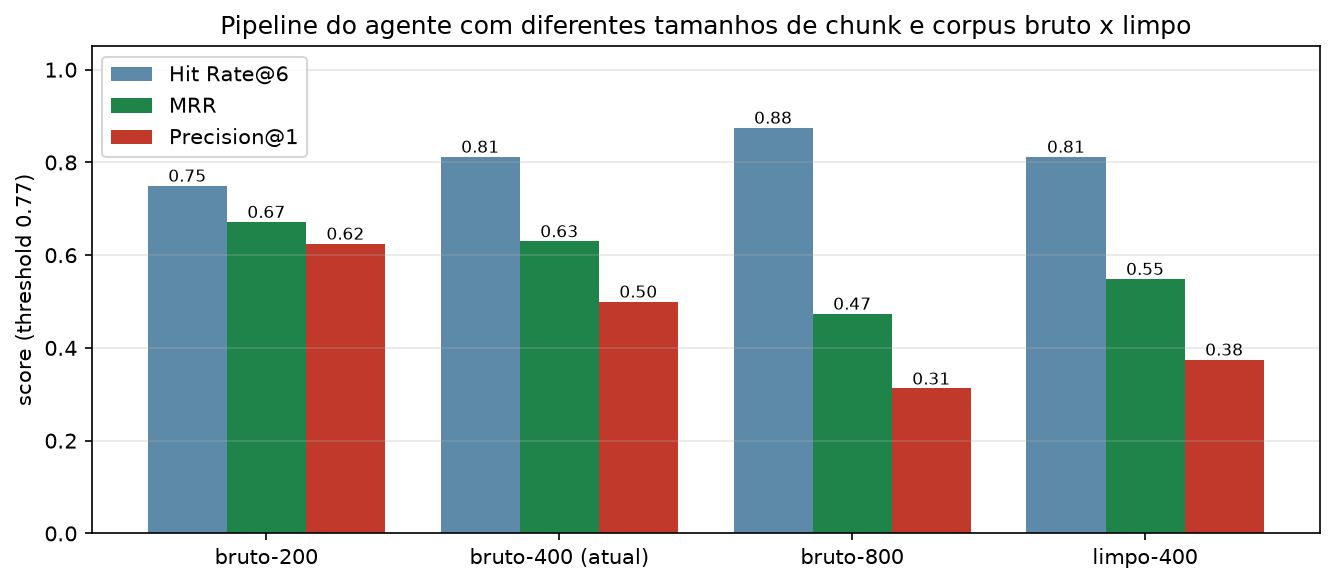 Pipeline do agente com diferentes tamanhos de chunk e corpus bruto x limpo
Hit Rate@6
MRR
Precision@1
score (threshold 0.77)
1.0
0.8
0.6
0.4
0.2
0.0
0.75
0.67
0.62
0.81
0.63
0.50
0.88
0.47
0.31
0.81
0.55
0.38
bruto-200
bruto-400 (atual)
bruto-800
limpo-400